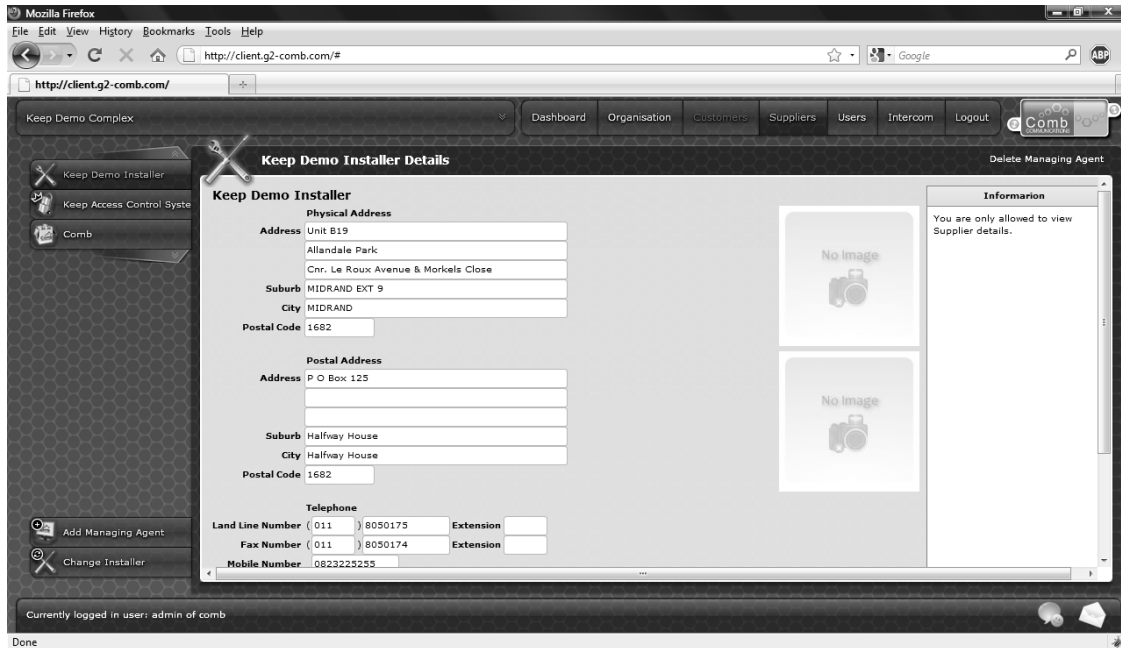 Mozilla Firefox
File Edit View History Bookmarks Tools Help
http://client.g2-comb.com/#
Google
ABP
http://client.g2-comb.com/
Keep Demo Complex
Dashboard Organisation Customers Suppliers Users Intercom Logout
Comb
COMMUNICATIONS
Keep Demo Installer Details
Delete Managing Agent
Keep Demo Installer
Keep Access Control Syste
Comb
Add Managing Agent
Change Installer
Keep Demo Installer
Physical Address
Address Unit B19
Allandale Park
Cnr. Le Roux Avenue & Morkels Close
Suburb MIDRAND EXT 9
City MIDRAND
Postal Code 1682
Postal Address
Address P O Box 125
Suburb Halfway House
City Halfway House
Postal Code 1682
Telephone
Land Line Number ( 011 ) 8050175 Extension
Fax Number ( 011 ) 8050174 Extension
Mobile Number 0823225255
No Image
No Image
Informarion
You are only allowed to view
Supplier details.
Currently logged in user: admin of comb
Done